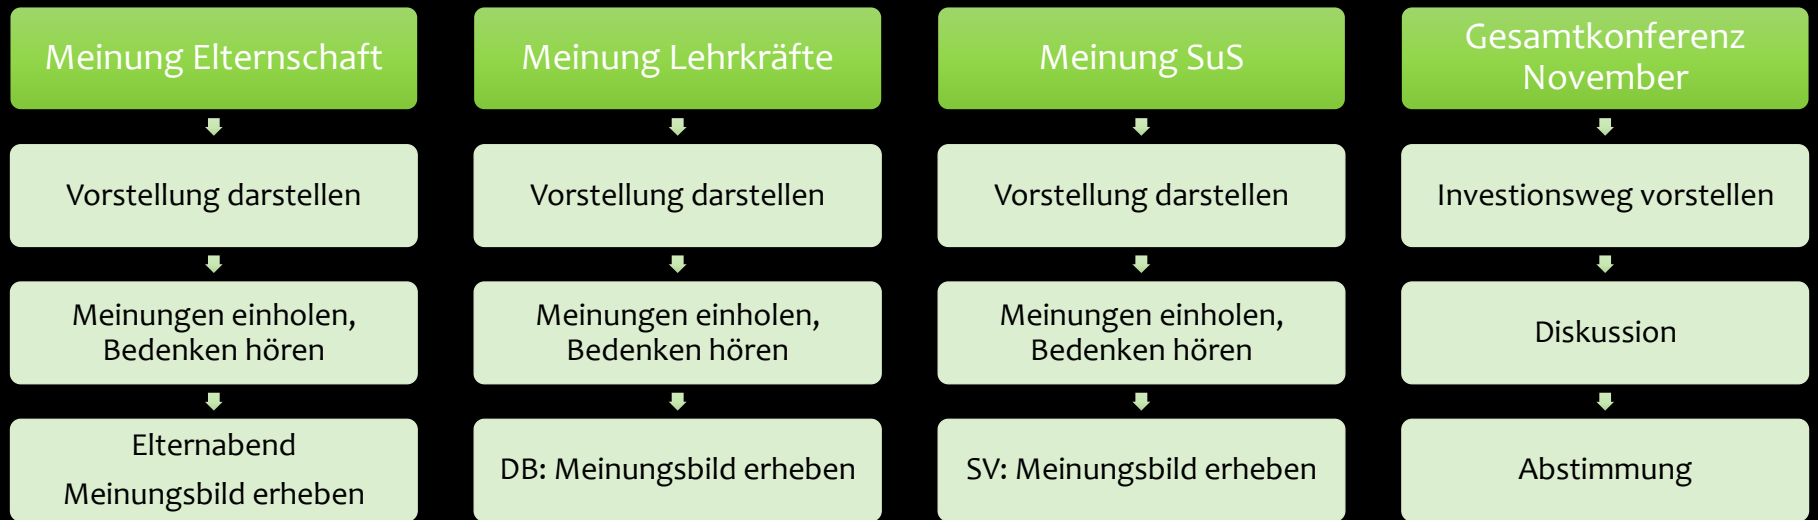 Meinung Elternschaft
Vorstellung darstellen
Meinungen einholen,
Bedenken hören
Elternabend
Meinungsbild erheben
Meinung Lehrkräfte
Vorstellung darstellen
Meinungen einholen,
Bedenken hören
DB: Meinungsbild erheben
Meinung SuS
Vorstellung darstellen
Meinungen einholen,
Bedenken hören
SV: Meinungsbild erheben
Gesamtkonferenz
November
Investionsweg vorstellen
Diskussion
Abstimmung